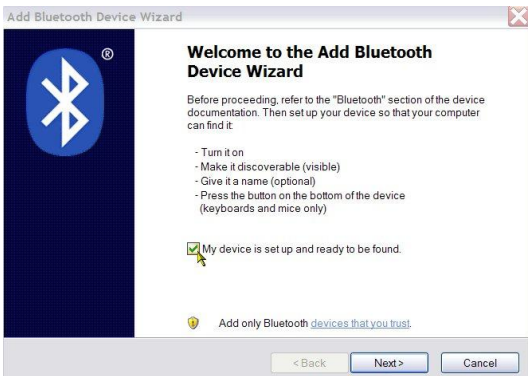 Add Bluetooth Device Wizard
®
Welcome to the Add Bluetooth
Device Wizard
Before proceeding, refer to the "Bluetooth" section of the device
documentation. Then set up your device so that your computer
can find it:
- Turn it on
- Make it discoverable (visible)
- Give it a name (optional)
- Press the button on the bottom of the device
(keyboards and mice only)
My device is set up and ready to be found.
Add only Bluetooth devices that you trust.
< Back Next > Cancel